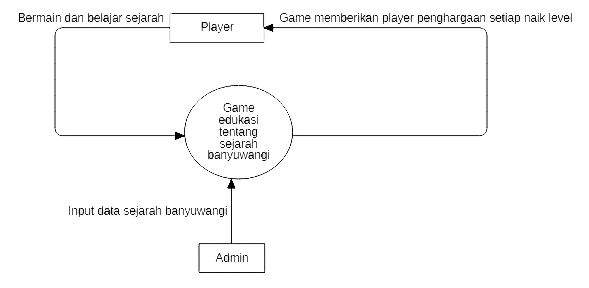 Bermain dan belajar sejarah
Player
Game memberikan player penghargaan setiap naik level
Game
edukasi
tentang
sejarah
banyuwangi
Input data sejarah banyuwangi
Admin